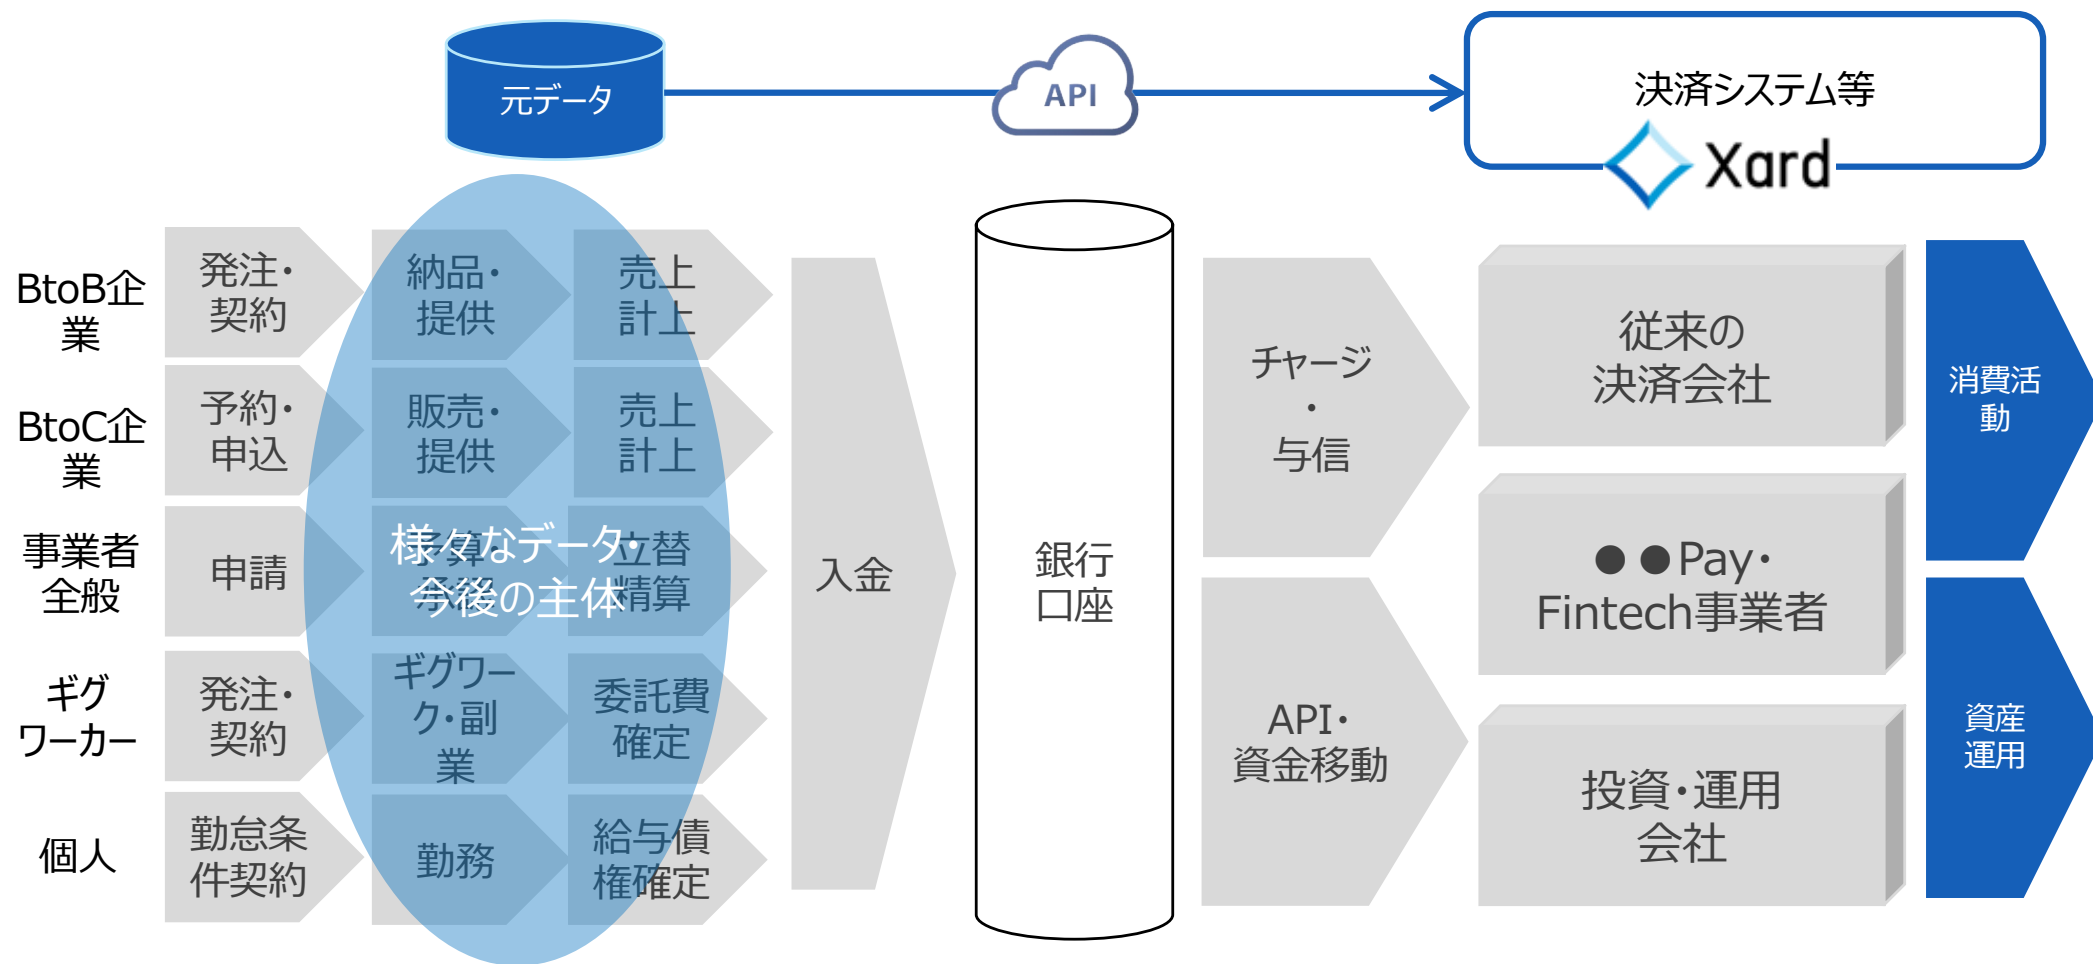 元データ
API
決済システム等
Xard
BtoB企
業
発注・
契約
納品・
提供
売上
計上
BtoC企
業
予約・
申込
販売・
提供
売上
計上
事業者
全般
申請
予算・
承認
立替
精算
様々なデータ・
今後の主体
ギグ
ワーカー
発注・
契約
ギグワー
ク・副
業
委託費
確定
個人
勤怠条
件契約
勤務
給与債
権確定
入金
銀行
口座
チャージ
・
与信
API・
資金移動
従来の
決済会社
●●Pay・
Fintech事業者
投資・運用
会社
消費活
動
資産
運用